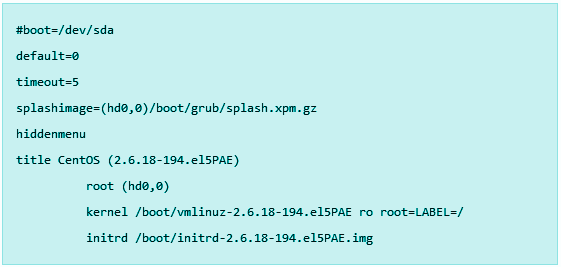 #boot=/dev/sda
default=0
timeout=5
splashimage=(hd0,0)/boot/grub/splash.xpm.gz
hiddenmenu
title CentOS (2.6.18-194.el5PAE)
root (hd0,0)
kernel /boot/vmlinuz-2.6.18-194.el5PAE ro root=LABEL=/
initrd /boot/initrd-2.6.18-194.el5PAE.img